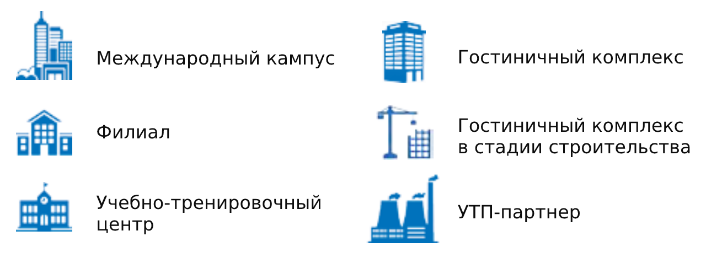 Международный кампус
Филиал
Учебно-тренировочный
центр
Гостиничный комплекс
Гостиничный комплекс
в стадии строительства
УТП-партнер